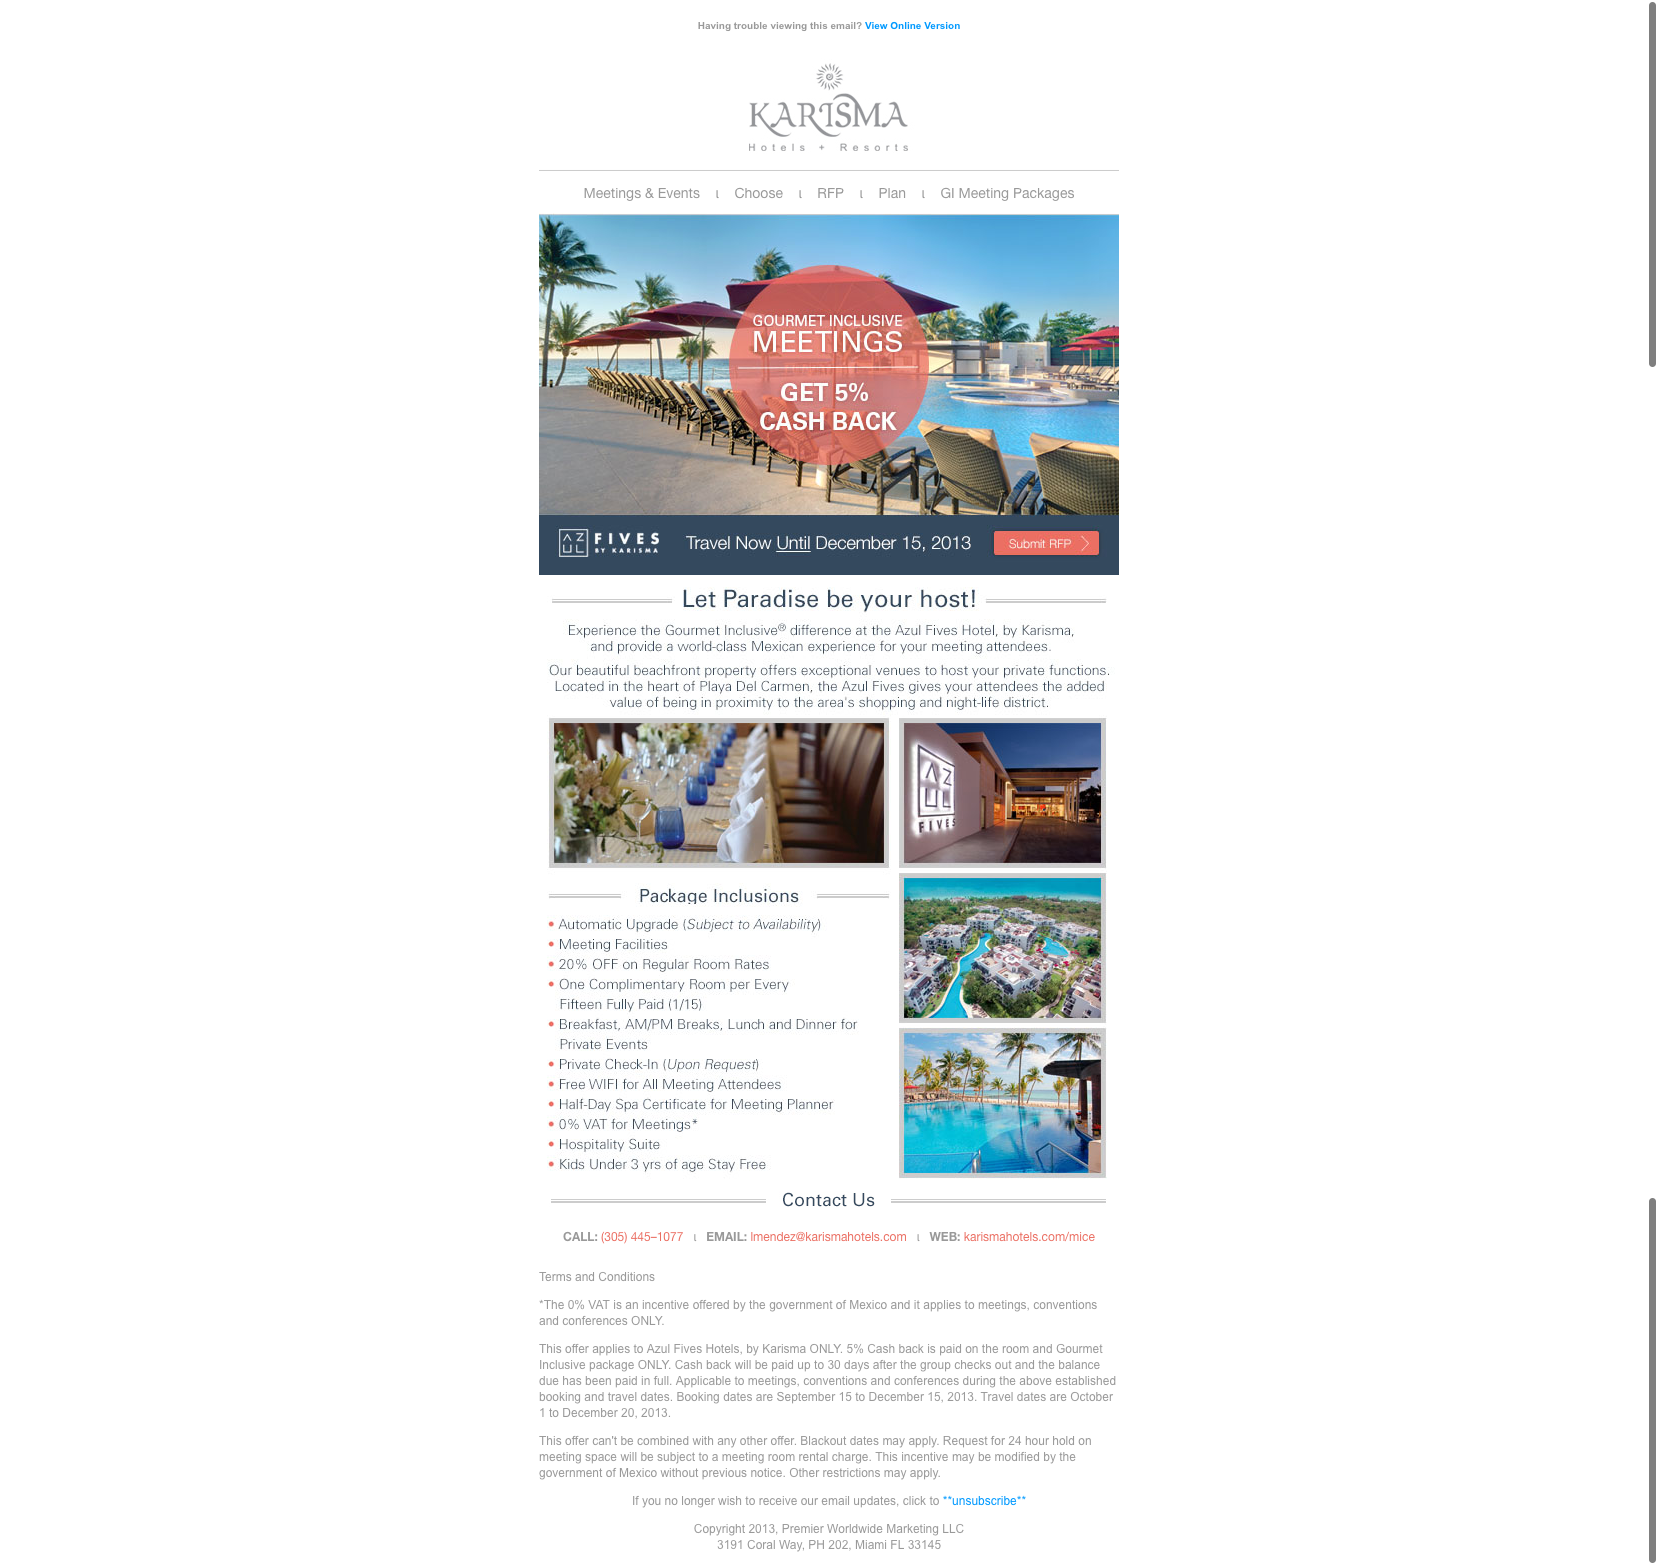 Having trouble viewing this email? View Online Version
KARISMA
Hotels + Resorts
Meetings & Events ι Choose ι RFP ι Plan ι GI Meeting Packages
GOURMET INCLUSIVE
MEETINGS
GET 5%
CASH BACK
AZUL FIVES
BY KARISMA
Travel Now Until December 15, 2013
Submit RFP
Let Paradise be your host!
Experience the Gourmet Inclusive® difference at the Azul Fives Hotel, by Karisma,
and provide a world-class Mexican experience for your meeting attendees.
Our beautiful beachfront property offers exceptional venues to host your private functions.
Located in the heart of Playa Del Carmen, the Azul Fives gives your attendees the added
value of being in proximity to the area's shopping and night-life district.
AZUL
FIVES
Package Inclusions
• Automatic Upgrade (Subject to Availability)
• Meeting Facilities
• 20% OFF on Regular Room Rates
• One Complimentary Room per Every
Fifteen Fully Paid (1/15)
• Breakfast, AM/PM Breaks, Lunch and Dinner for
Private Events
• Private Check-In (Upon Request)
• Free WIFI for All Meeting Attendees
• Half-Day Spa Certificate for Meeting Planner
• 0% VAT for Meetings*
• Hospitality Suite
• Kids Under 3 yrs of age Stay Free
Contact Us
CALL: (305) 445–1077 ι EMAIL: lmendez@karismahotels.com ι WEB: karismahotels.com/mice
Terms and Conditions
*The 0% VAT is an incentive offered by the government of Mexico and it applies to meetings, conventions
and conferences ONLY.
This offer applies to Azul Fives Hotels, by Karisma ONLY. 5% Cash back is paid on the room and Gourmet
Inclusive package ONLY. Cash back will be paid up to 30 days after the group checks out and the balance
due has been paid in full. Applicable to meetings, conventions and conferences during the above established
booking and travel dates. Booking dates are September 15 to December 15, 2013. Travel dates are October
1 to December 20, 2013.
This offer can't be combined with any other offer. Blackout dates may apply. Request for 24 hour hold on
meeting space will be subject to a meeting room rental charge. This incentive may be modified by the
government of Mexico without previous notice. Other restrictions may apply.
If you no longer wish to receive our email updates, click to **unsubscribe**
Copyright 2013, Premier Worldwide Marketing LLC
3191 Coral Way, PH 202, Miami FL 33145